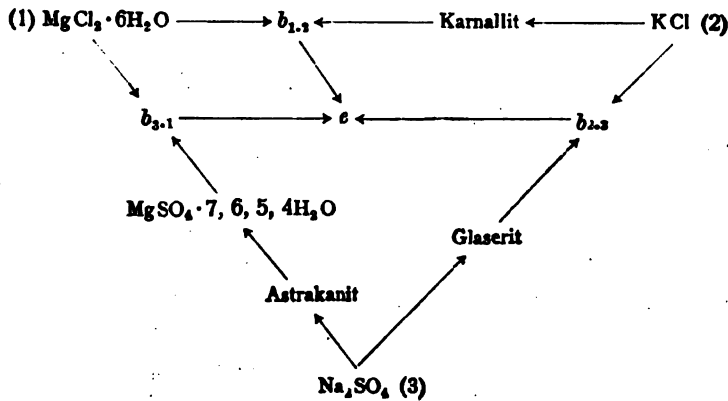 (1) MgCl₂·6H₂O b₁.₂ Karnallit KCl (2)
b₃.₁ e b₂.₃
MgSO₄·7, 6, 5, 4H₂O
Glaserit
Astrakanit
Na₂SO₄ (3)